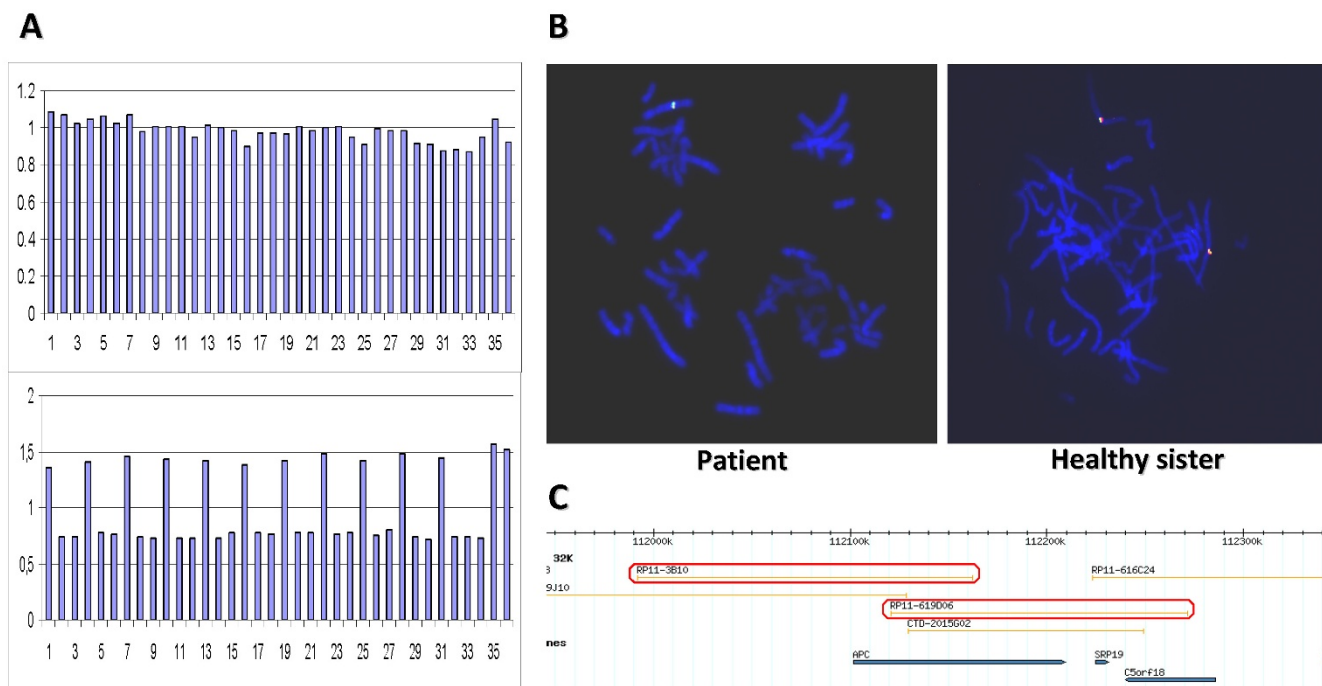 A
B
1.2
1
0.8
0.6
0.4
0.2
0
1 3 5 7 9 11 13 15 17 19 21 23 25 27 29 31 33 35
2
1,5
1
0,5
0
1 3 5 7 9 11 13 15 17 19 21 23 25 27 29 31 33 35
Patient
Healthy sister
C
112000k 112100k 112200k 112300k
32K
3 RP11-3B10 RP11-616C24
9J10
RP11-619D06
CTD-2015G02
nes
APC SRP19
C5orf18